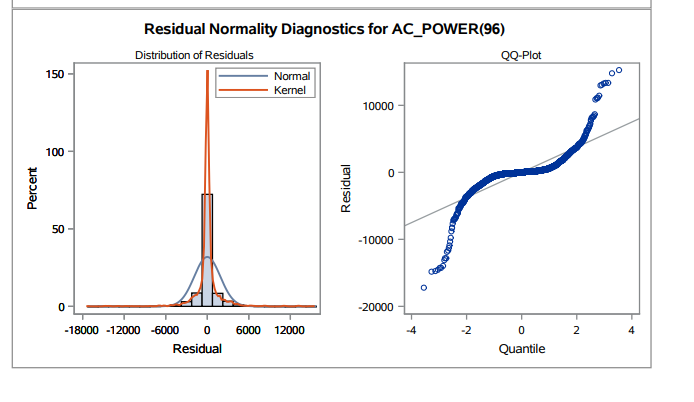 Residual Normality Diagnostics for AC_POWER(96)
Distribution of Residuals
Normal
Kernel
Percent
150
100
50
0
-18000 -12000 -6000 0 6000 12000
Residual
QQ-Plot
Residual
10000
0
-10000
-20000
-4 -2 0 2 4
Quantile